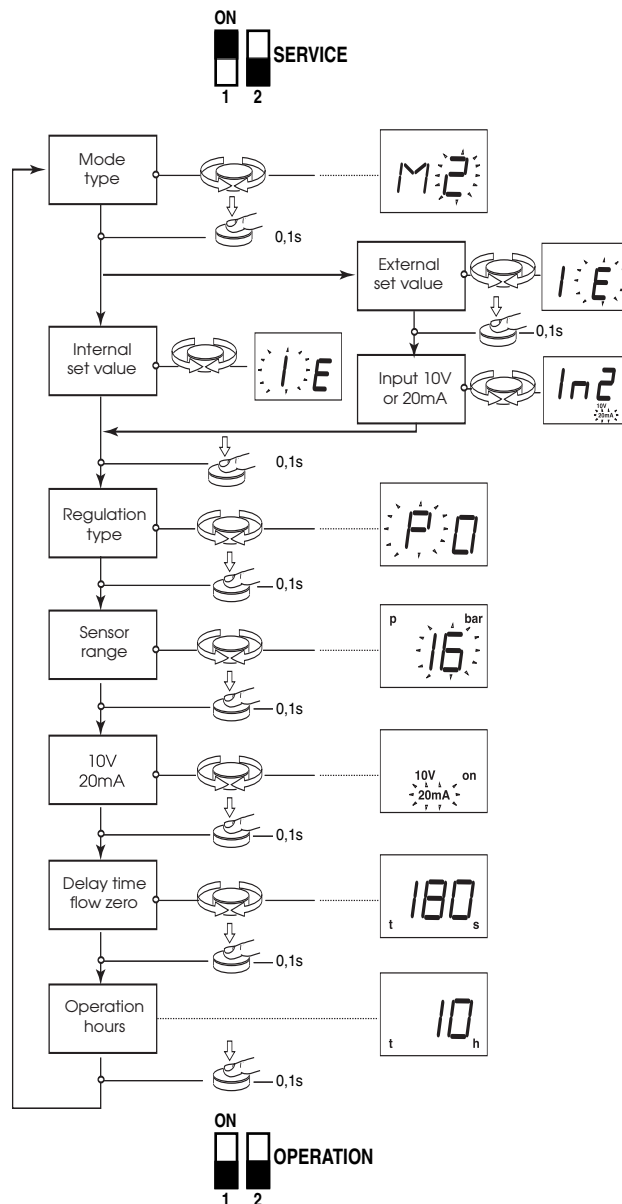 ON
SERVICE
1 2
Mode
type
M2
0,1s
External
set value
I E
0,1s
Internal
set value
I E
Input 10V
or 20mA
In2
10V
20mA
0,1s
Regulation
type
P 0
0,1s
Sensor
range
p bar
16
0,1s
10V
20mA
10V on
20mA
0,1s
Delay time
flow zero
180
t s
0,1s
Operation
hours
10
t h
0,1s
ON
OPERATION
1 2